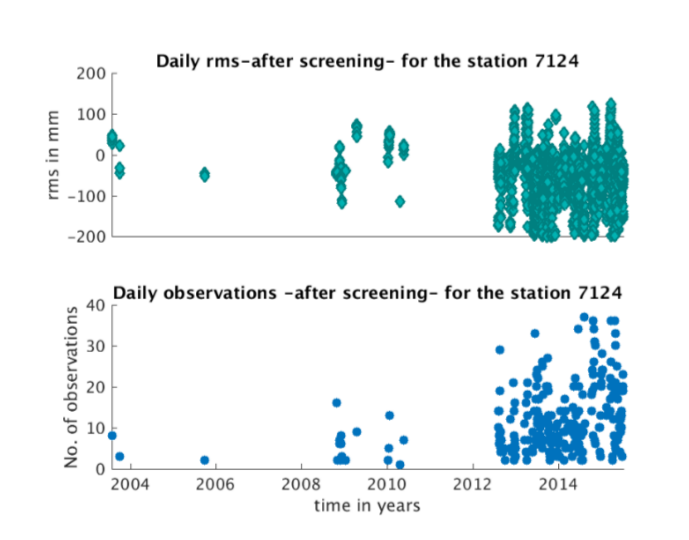 Daily rms-after screening- for the station 7124
200
100
0
-100
-200
rms in mm
Daily observations -after screening- for the station 7124
40
30
20
10
0
No. of observations
2004 2006 2008 2010 2012 2014
time in years